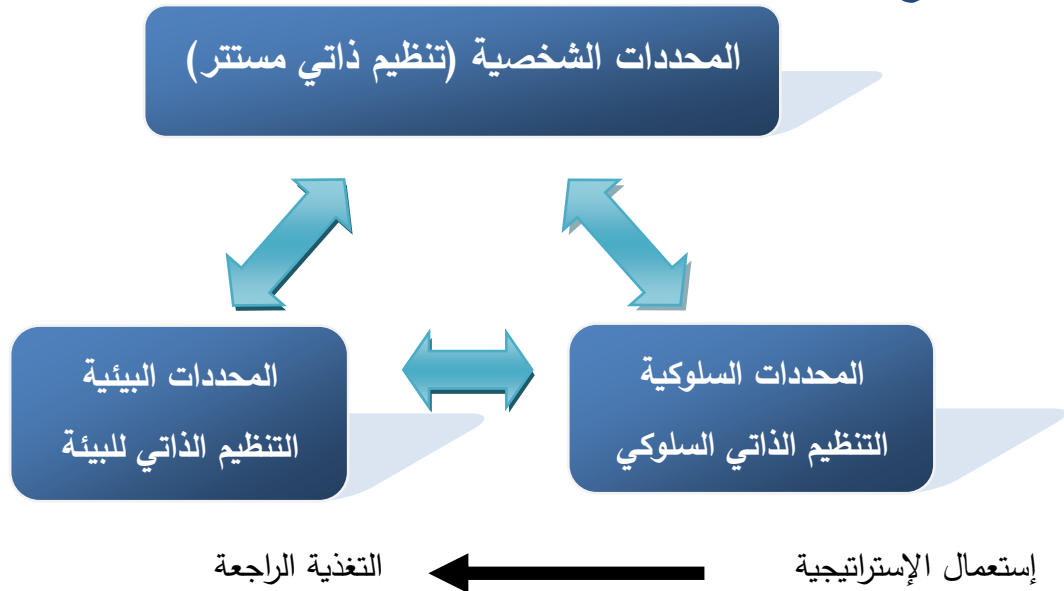 المحددات الشخصية (تنظيم ذاتي مستتر)
المحددات السلوكية
التنظيم الذاتي السلوكي
المحددات البيئية
التنظيم الذاتي للبيئة
إستعمال الإستراتيجية
التغذية الراجعة